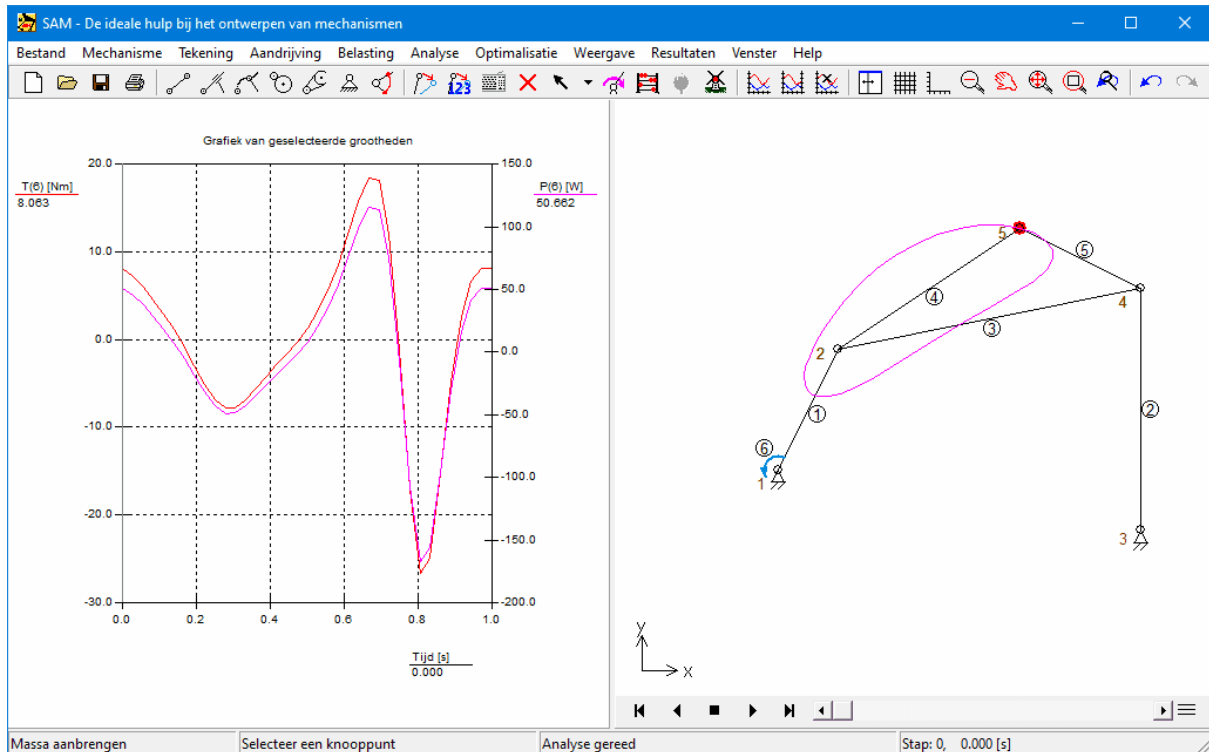 SAM - De ideale hulp bij het ontwerpen van mechanismen
Bestand Mechanisme Tekening Aandrijving Belasting Analyse Optimalisatie Weergave Resultaten Venster Help
123
Grafiek van geselecteerde grootheden
T(6) [Nm]
8.063
P(6) [W]
50.662
20.0
10.0
0.0
-10.0
-20.0
-30.0
150.0
100.0
50.0
0.0
-50.0
-100.0
-150.0
-200.0
0.0 0.2 0.4 0.6 0.8 1.0
Tijd [s]
0.000
5
5
4
4
3
2
1
2
6
1
3
y
x
Massa aanbrengen
Selecteer een knooppunt
Analyse gereed
Stap: 0, 0.000 [s]